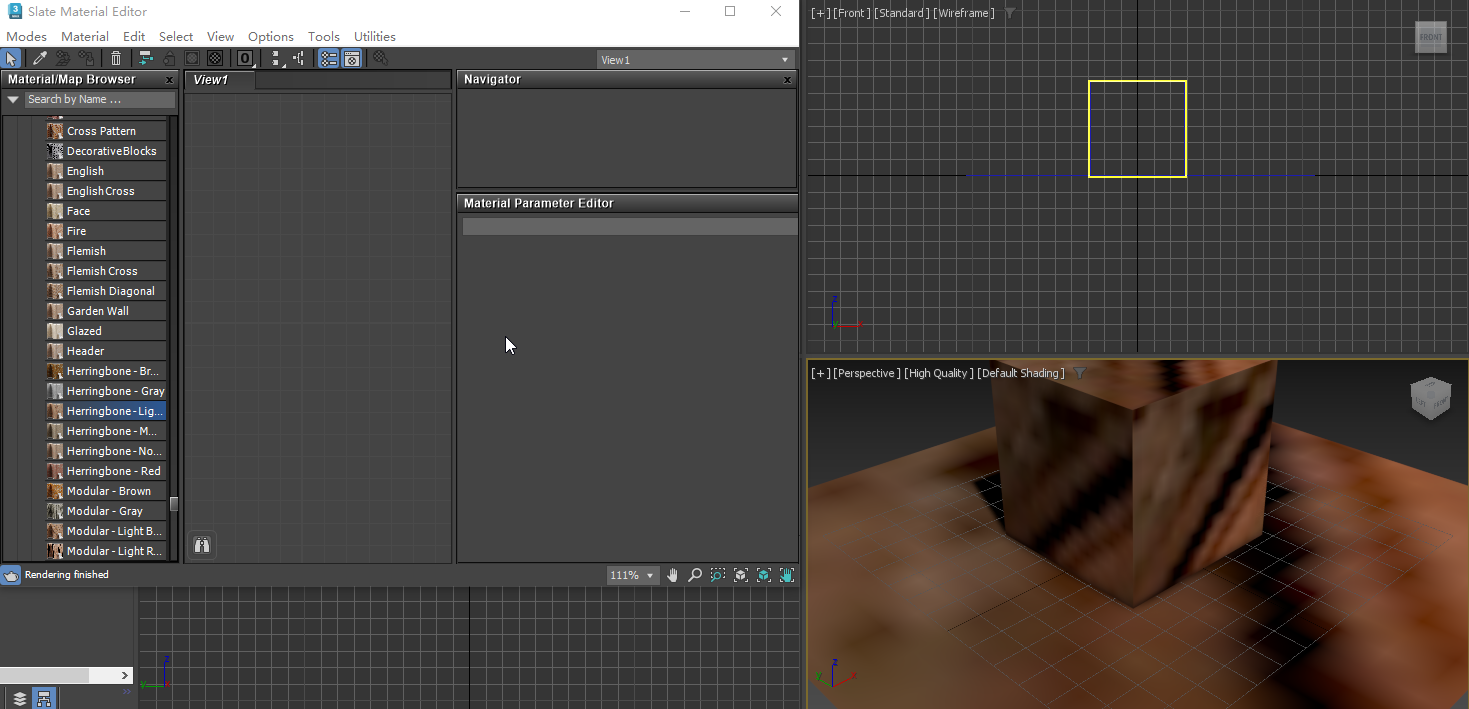 Slate Material Editor
Modes Material Edit Select View Options Tools Utilities
View1
Material/Map Browser
Search by Name ...
Cross Pattern
DecorativeBlocks
English
English Cross
Face
Fire
Flemish
Flemish Cross
Flemish Diagonal
Garden Wall
Glazed
Header
Herringbone - Br...
Herringbone - Gray
Herringbone - Lig...
Herringbone - M...
Herringbone - No...
Herringbone - Red
Modular - Brown
Modular - Gray
Modular - Light B...
Modular - Light R...
View1
Navigator
Material Parameter Editor
Rendering finished
111%
z
y
[+] [Front ] [Standard ] [Wireframe ]
FRONT
z
[+] [Perspective ] [High Quality ] [Default Shading ]
FRONT
z
x
y